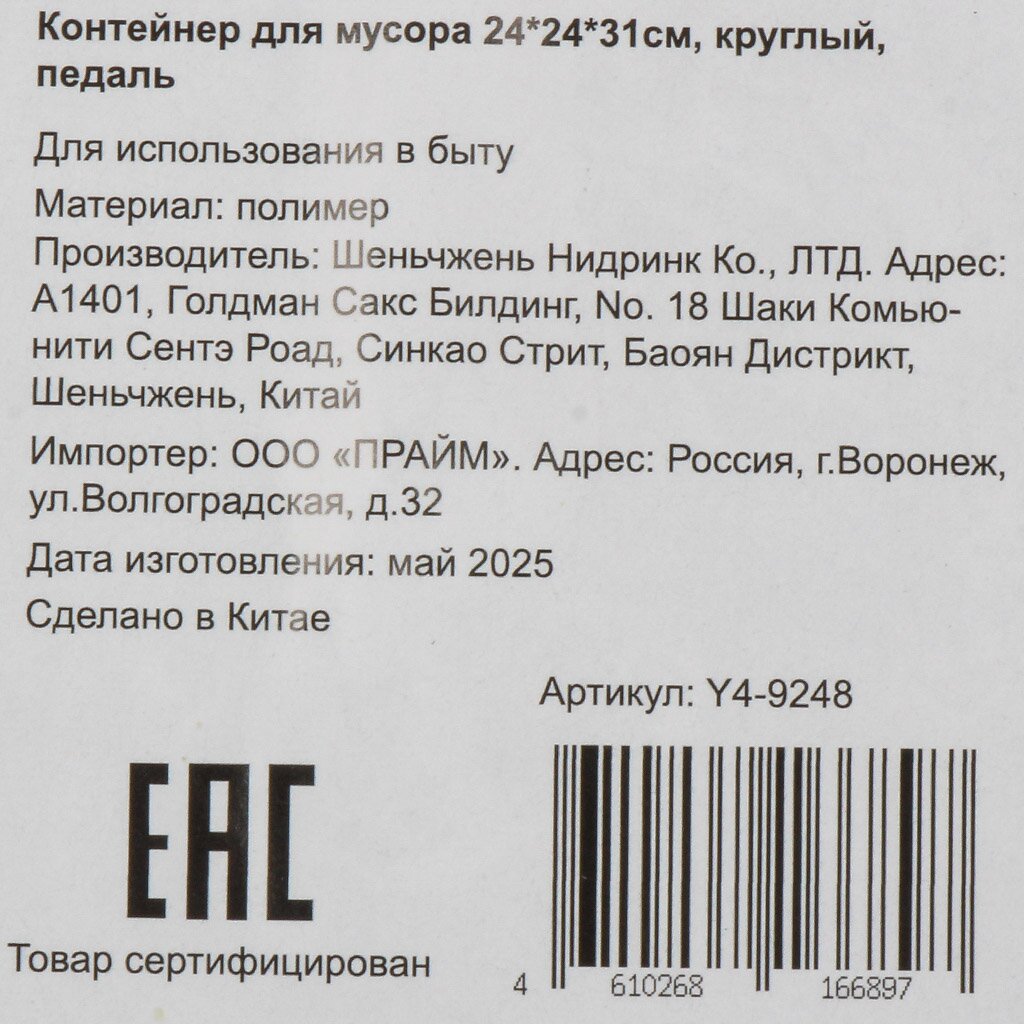 Контейнер для мусора 24*24*31см, круглый,
педаль
Для использования в быту
Материал: полимер
Производитель: Шеньчжень Нидринк Ко., ЛТД. Адрес:
А1401, Голдман Сакс Билдинг, No. 18 Шаки Комью-
нити Сентэ Роад, Синкао Стрит, Баоян Дистрикт,
Шеньчжень, Китай
Импортер: ООО «ПРАЙМ». Адрес: Россия, г.Воронеж,
ул.Волгоградская, д.32
Дата изготовления: май 2025
Сделано в Китае
Артикул: Y4-9248
EAC
Товар сертифицирован
4 610268 166897